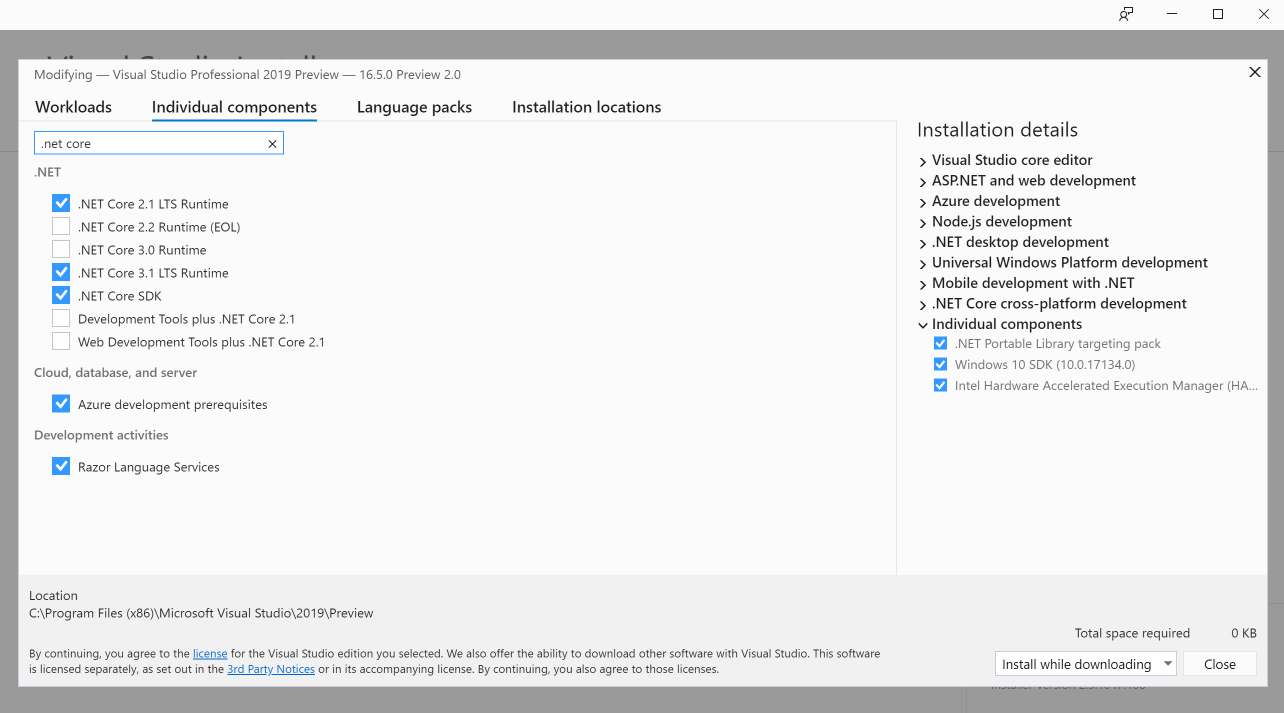 Modifying — Visual Studio Professional 2019 Preview — 16.5.0 Preview 2.0
Workloads
Individual components
Language packs
Installation locations
.net core
.NET
.NET Core 2.1 LTS Runtime
.NET Core 2.2 Runtime (EOL)
.NET Core 3.0 Runtime
.NET Core 3.1 LTS Runtime
.NET Core SDK
Development Tools plus .NET Core 2.1
Web Development Tools plus .NET Core 2.1
Cloud, database, and server
Azure development prerequisites
Development activities
Razor Language Services
Installation details
Visual Studio core editor
ASP.NET and web development
Azure development
Node.js development
.NET desktop development
Universal Windows Platform development
Mobile development with .NET
.NET Core cross-platform development
Individual components
.NET Portable Library targeting pack
Windows 10 SDK (10.0.17134.0)
Intel Hardware Accelerated Execution Manager (HA...
Location
C:\Program Files (x86)\Microsoft Visual Studio\2019\Preview
Total space required 0 KB
By continuing, you agree to the license for the Visual Studio edition you selected. We also offer the ability to download other software with Visual Studio. This software
is licensed separately, as set out in the 3rd Party Notices or in its accompanying license. By continuing, you also agree to those licenses.
Install while downloading
Close